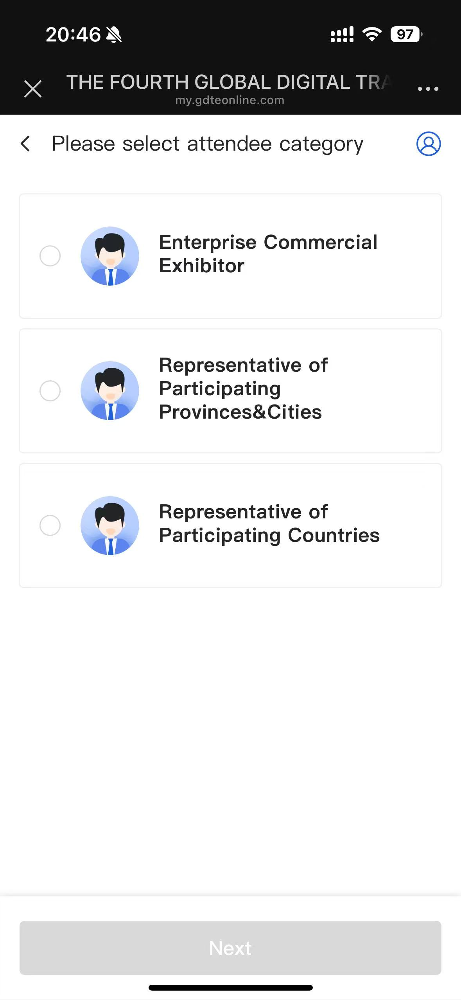 20:46
97
THE FOURTH GLOBAL DIGITAL TRA
my.gdteonline.com
Please select attendee category
Enterprise Commercial
Exhibitor
Representative of
Participating
Provinces&Cities
Representative of
Participating Countries
Next